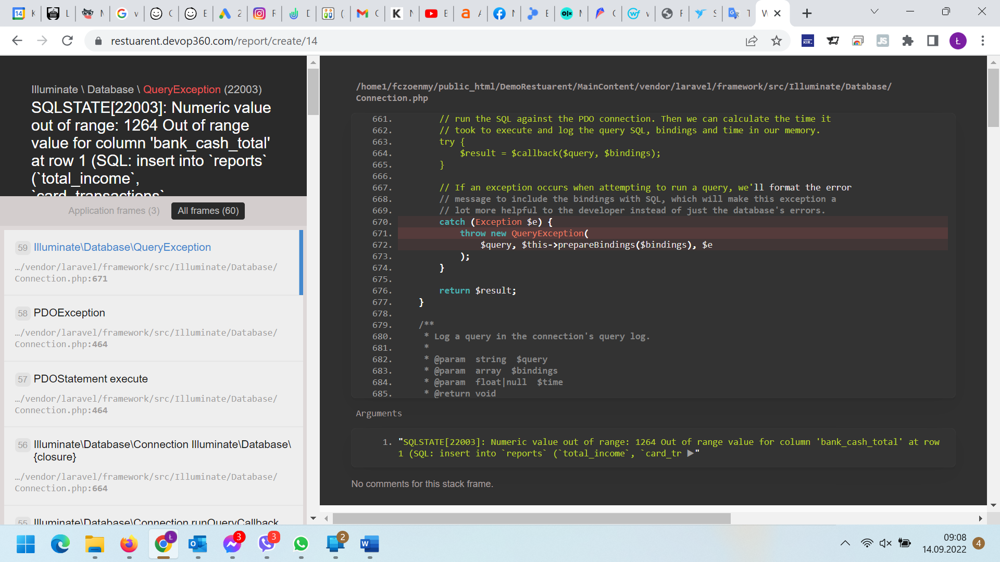 restuarent.devop360.com/report/create/14
KIR.
JS
Ł
Illuminate \ Database \ QueryException (22003)
SQLSTATE[22003]: Numeric value
out of range: 1264 Out of range
value for column 'bank_cash_total'
at row 1 (SQL: insert into `reports`
(`total_income`,
`card_transactions`,
Application frames (3)
All frames (60)
59 Illuminate\Database\QueryException
…/vendor/laravel/framework/src/Illuminate/Database/
Connection.php:671
58 PDOException
…/vendor/laravel/framework/src/Illuminate/Database/
Connection.php:464
57 PDOStatement execute
…/vendor/laravel/framework/src/Illuminate/Database/
Connection.php:464
56 Illuminate\Database\Connection Illuminate\Database\
{closure}
…/vendor/laravel/framework/src/Illuminate/Database/
Connection.php:664
55 Illuminate\Database\Connection runQueryCallback
/home1/fczoenmy/public_html/DemoRestuarent/MainContent/vendor/laravel/framework/src/Illuminate/Database/
Connection.php
661. // run the SQL against the PDO connection. Then we can calculate the time it
662. // took to execute and log the query SQL, bindings and time in our memory.
663. try {
664. $result = $callback($query, $bindings);
665. }
666.
667. // If an exception occurs when attempting to run a query, we'll format the error
668. // message to include the bindings with SQL, which will make this exception a
669. // lot more helpful to the developer instead of just the database's errors.
670. catch (Exception $e) {
671. throw new QueryException(
672. $query, $this->prepareBindings($bindings), $e
673. );
674. }
675.
676. return $result;
677. }
678.
679. /**
680. * Log a query in the connection's query log.
681. *
682. * @param string $query
683. * @param array $bindings
684. * @param float|null $time
685. * @return void
Arguments
1. "SQLSTATE[22003]: Numeric value out of range: 1264 Out of range value for column 'bank_cash_total' at row
1 (SQL: insert into `reports` (`total_income`, `card_tr ▶"
No comments for this stack frame.
3
3
2
09:08
14.09.2022
4